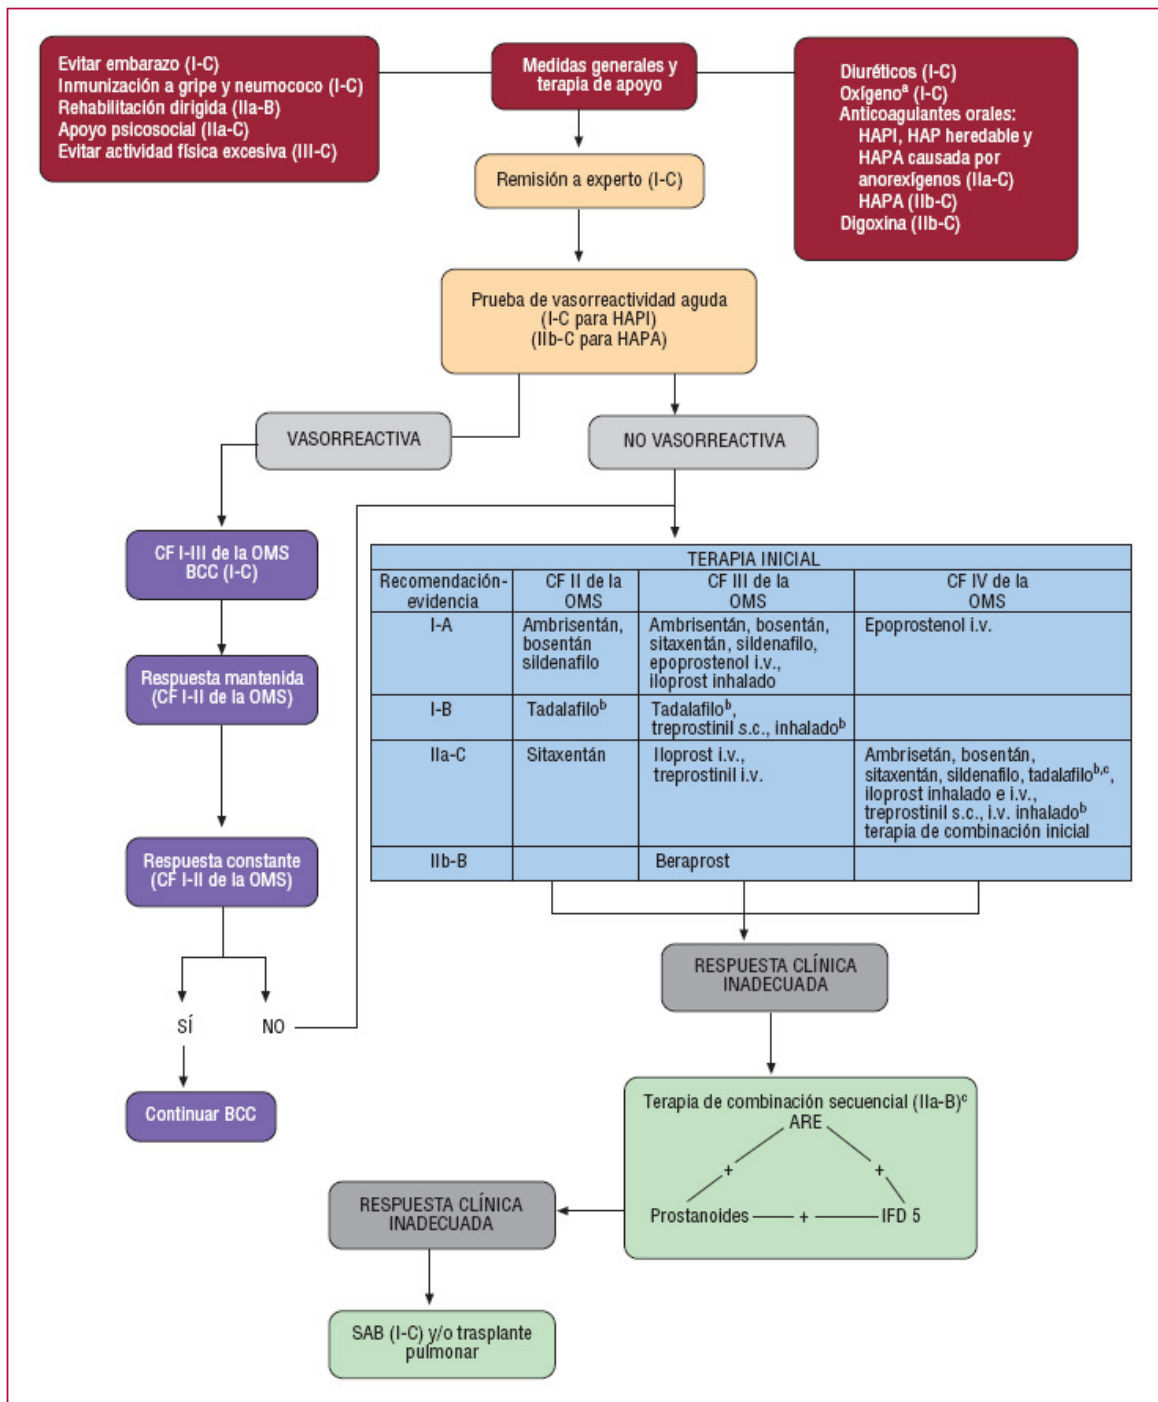 Evitar embarazo (I-C)
Inmunización a gripe y neumococo (I-C)
Rehabilitación dirigida (IIa-B)
Apoyo psicosocial (IIa-C)
Evitar actividad física excesiva (III-C)
Medidas generales y
terapia de apoyo
Diuréticos (I-C)
Oxígenoª (I-C)
Anticoagulantes orales:
HAPI, HAP heredable y
HAPA causada por
anorexígenos (IIa-C)
HAPA (IIb-C)
Digoxina (IIb-C)
Remisión a experto (I-C)
Prueba de vasorreactividad aguda
(I-C para HAPI)
(IIb-C para HAPA)
VASORREACTIVA
NO VASORREACTIVA
CF I-III de la OMS
BCC (I-C)
Respuesta mantenida
(CF I-II de la OMS)
Respuesta constante
(CF I-II de la OMS)
SÍ
NO
Continuar BCC
TERAPIA INICIAL
Recomendación-
evidencia
CF II de la
OMS
CF III de la
OMS
CF IV de la
OMS
I-A
Ambrisentán,
bosentán
sildenafilo
Ambrisentán, bosentán,
sitaxentán, sildenafilo,
epoprostenol i.v.,
iloprost inhalado
Epoprostenol i.v.
I-B
Tadalafiloᵇ
Tadalafiloᵇ,
treprostinil s.c., inhaladoᵇ
IIa-C
Sitaxentán
Iloprost i.v.,
treprostinil i.v.
Ambrisetán, bosentán,
sitaxentán, sildenafilo, tadalafiloᵇ,ᶜ,
iloprost inhalado e i.v.,
treprostinil s.c., i.v. inhaladoᵇ
terapia de combinación inicial
IIb-B
Beraprost
RESPUESTA CLÍNICA
INADECUADA
Terapia de combinación secuencial (IIa-B)ᶜ
ARE
+
+
Prostanoides
+
IFD 5
RESPUESTA CLÍNICA
INADECUADA
SAB (I-C) y/o trasplante
pulmonar